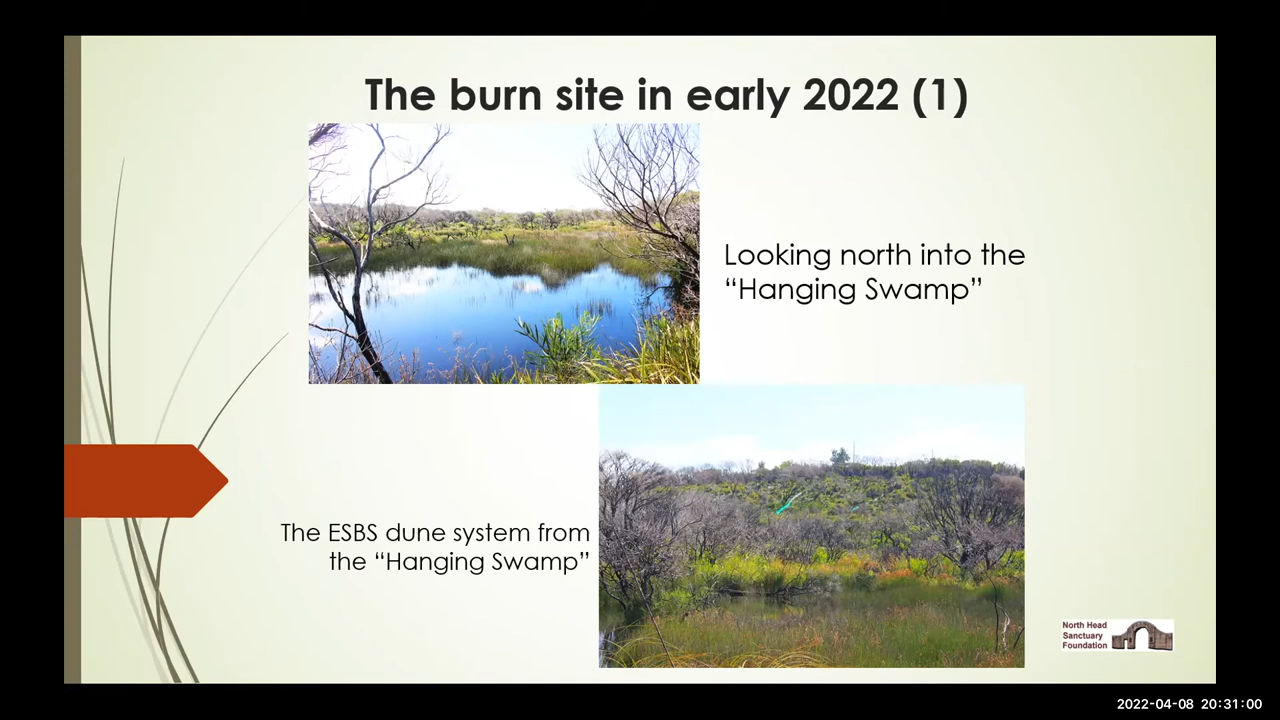 The burn site in early 2022 (1)
Looking north into the
“Hanging Swamp”
The ESBS dune system from
the “Hanging Swamp”
North Head
Sanctuary
Foundation
2022-04-08 20:31:00